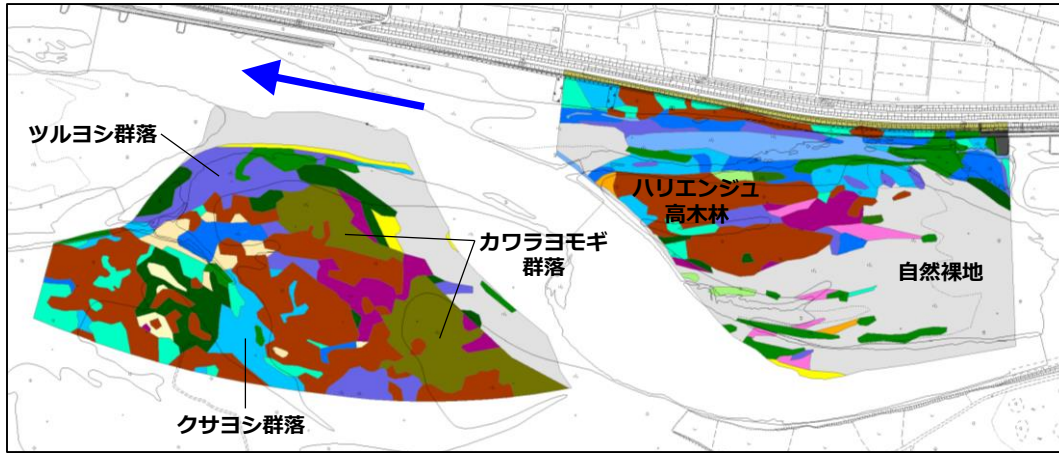 ツルヨシ群落
ハリエンジュ
高木林
カワラヨモギ
群落
自然裸地
クサヨシ群落